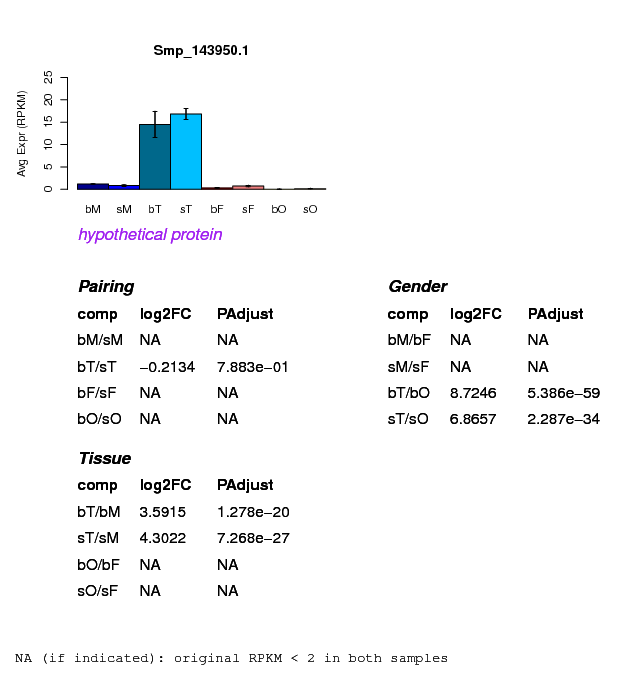 Smp_143950.1
Avg Expr (RPKM)
25
20
15
10
5
0
bM sM bT sT bF sF bO sO
hypothetical protein
Pairing
comp log2FC PAdjust
bM/sM NA NA
bT/sT −0.2134 7.883e−01
bF/sF NA NA
bO/sO NA NA
Gender
comp log2FC PAdjust
bM/bF NA NA
sM/sF NA NA
bT/bO 8.7246 5.386e−59
sT/sO 6.8657 2.287e−34
Tissue
comp log2FC PAdjust
bT/bM 3.5915 1.278e−20
sT/sM 4.3022 7.268e−27
bO/bF NA NA
sO/sF NA NA
NA (if indicated): original RPKM < 2 in both samples